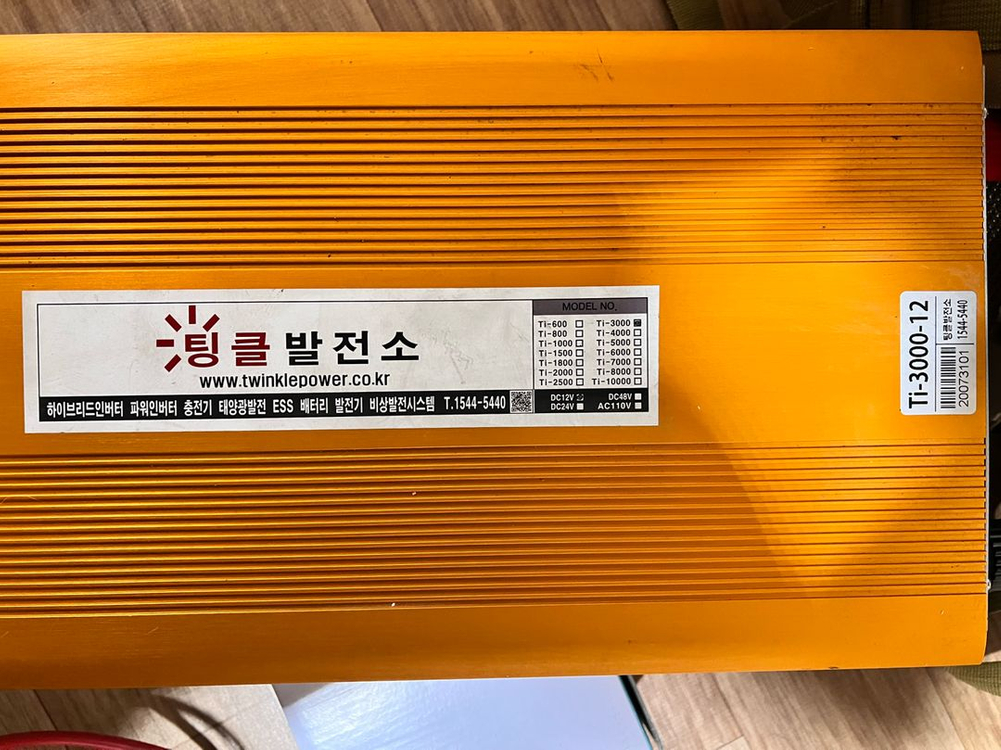 팅클발전소
www.twinklepower.co.kr
하이브리드인버터 파워인버터 충전기 태양광발전 ESS 배터리 발전기 비상발전시스템 T.1544-5440
MODEL NO.
Ti-600 Ti-3000
Ti-800 Ti-4000
Ti-1000 Ti-5000
Ti-1500 Ti-6000
Ti-1800 Ti-7000
Ti-2000 Ti-8000
Ti-2500 Ti-10000
DC12V DC48V
DC24V AC110V
Ti-3000-12
20073101
팅클발전소
1544-5440